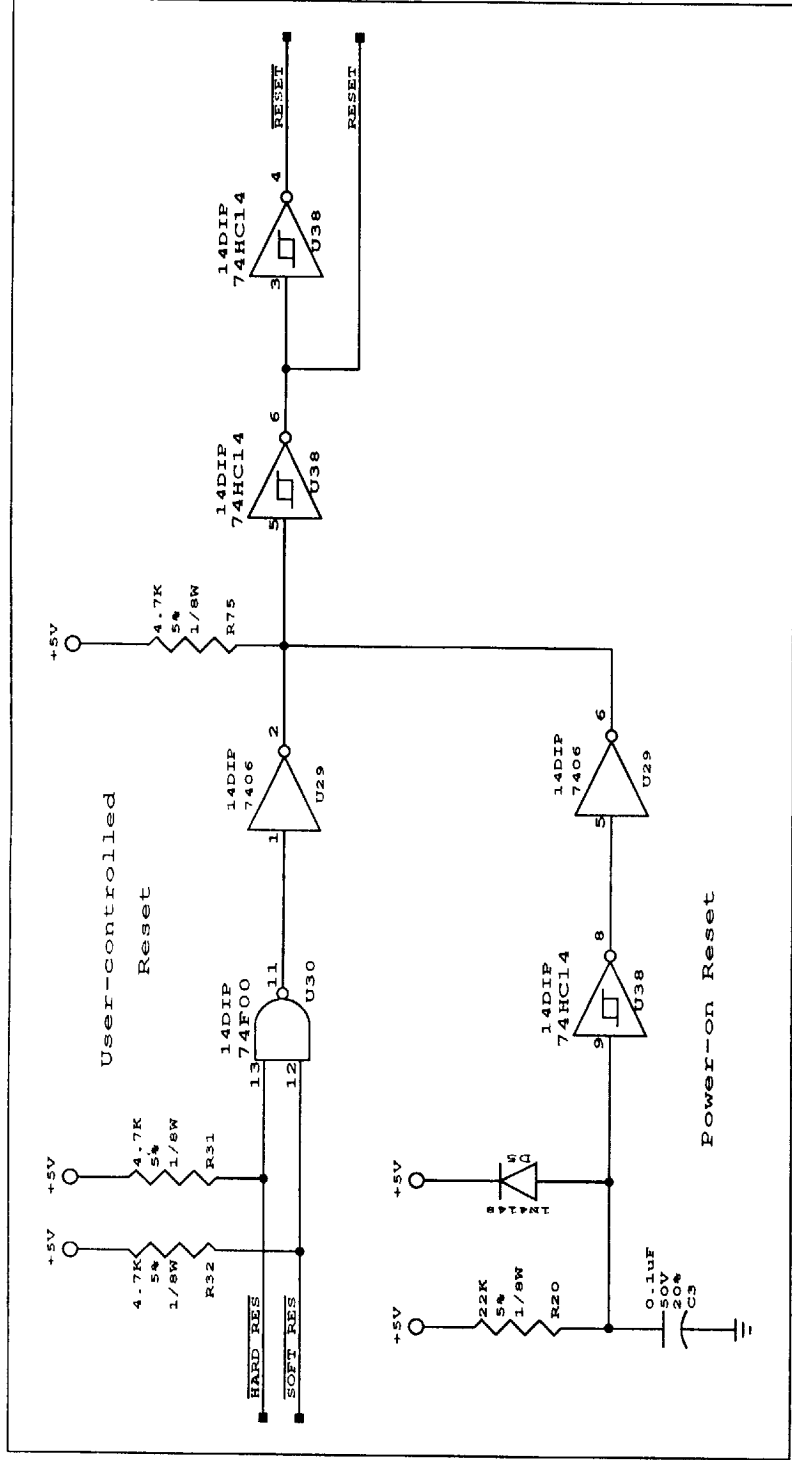 User-controlled
Reset
+5V
4.7K
5%
1/8W
R32
+5V
4.7K
5%
1/8W
R31
HARD RES
SOFT RES
13
12
14DIP
74F00
11
U30
14DIP
7406
1
2
U29
+5V
4.7K
5%
1/8W
R75
14DIP
74HC14
5
6
U38
14DIP
74HC14
3
4
U38
RESET
RESET
+5V
22K
5%
1/8W
R20
0.1uF
50V
20%
C3
+5V
1N4148
D5
14DIP
74HC14
9
8
U38
14DIP
7406
5
6
U29
Power-on Reset